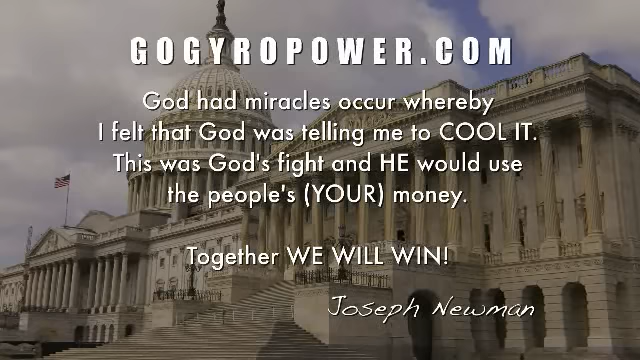 GOGYROPOWER.COM
God had miracles occur whereby
I felt that God was telling me to COOL IT.
This was God's fight and HE would use
the people's (YOUR) money.
Together WE WILL WIN!
Joseph Newman